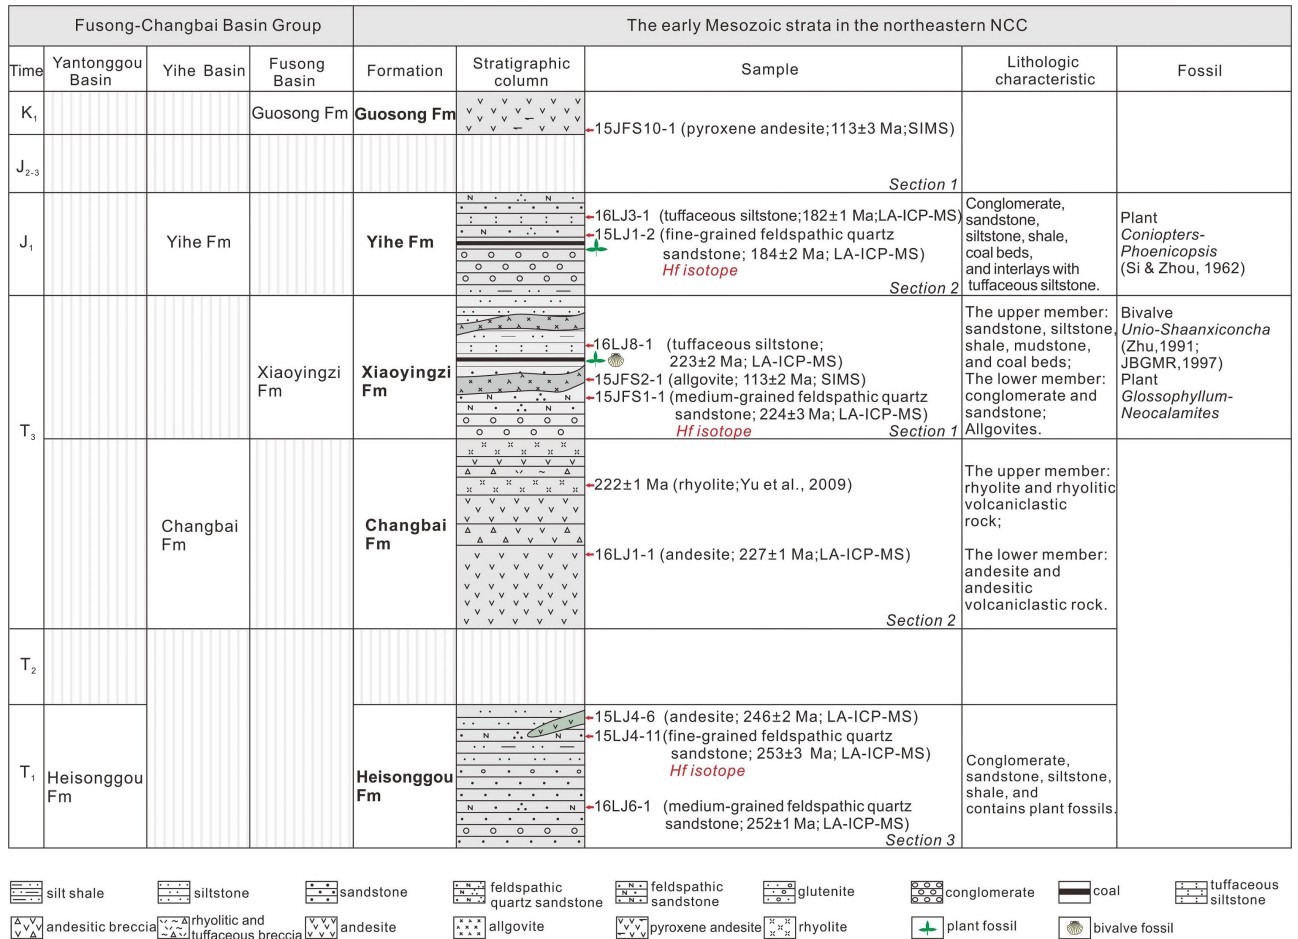 Fusong-Changbai Basin Group
The early Mesozoic strata in the northeastern NCC
Time
Yantonggou
Basin
Yihe Basin
Fusong
Basin
Formation
Stratigraphic
column
Sample
Lithologic
characteristic
Fossil
K1
Guosong Fm
Guosong Fm
15JFS10-1 (pyroxene andesite;113±3 Ma;SIMS)
J2-3
Section 1
J1
Yihe Fm
Yihe Fm
16LJ3-1 (tuffaceous siltstone;182±1 Ma;LA-ICP-MS)
15LJ1-2 (fine-grained feldspathic quartz
sandstone; 184±2 Ma; LA-ICP-MS)
Hf isotope
Section 2
Conglomerate,
sandstone,
siltstone, shale,
coal beds,
and interlays with
tuffaceous siltstone.
Plant
Coniopters-
Phoenicopsis
(Si & Zhou, 1962)
T3
Xiaoyingzi
Fm
Xiaoyingzi
Fm
16LJ8-1 (tuffaceous siltstone;
223±2 Ma; LA-ICP-MS)
15JFS2-1 (allgovite; 113±2 Ma; SIMS)
15JFS1-1 (medium-grained feldspathic quartz
sandstone; 224±3 Ma; LA-ICP-MS)
Hf isotope
Section 1
The upper member:
sandstone, siltstone,
shale, mudstone,
and coal beds;
The lower member:
conglomerate and
sandstone;
Allgovites.
Bivalve
Unio-Shaanxiconcha
(Zhu,1991;
JBGMR,1997)
Plant
Glossophyllum-
Neocalamites
Changbai
Fm
Changbai
Fm
222±1 Ma (rhyolite;Yu et al., 2009)
16LJ1-1 (andesite; 227±1 Ma;LA-ICP-MS)
Section 2
The upper member:
rhyolite and rhyolitic
volcaniclastic
rock;
The lower member:
andesite and
andesitic
volcaniclastic rock.
T2
T1
Heisonggou
Fm
Heisonggou
Fm
15LJ4-6 (andesite; 246±2 Ma; LA-ICP-MS)
15LJ4-11(fine-grained feldspathic quartz
sandstone; 253±3 Ma; LA-ICP-MS)
Hf isotope
16LJ6-1 (medium-grained feldspathic quartz
sandstone; 252±1 Ma; LA-ICP-MS)
Section 3
Conglomerate,
sandstone, siltstone,
shale, and
contains plant fossils.
silt shale
siltstone
sandstone
feldspathic
quartz sandstone
feldspathic
sandstone
glutenite
conglomerate
coal
tuffaceous
siltstone
andesitic breccia
rhyolitic and
tuffaceous breccia
andesite
allgovite
pyroxene andesite
rhyolite
plant fossil
bivalve fossil